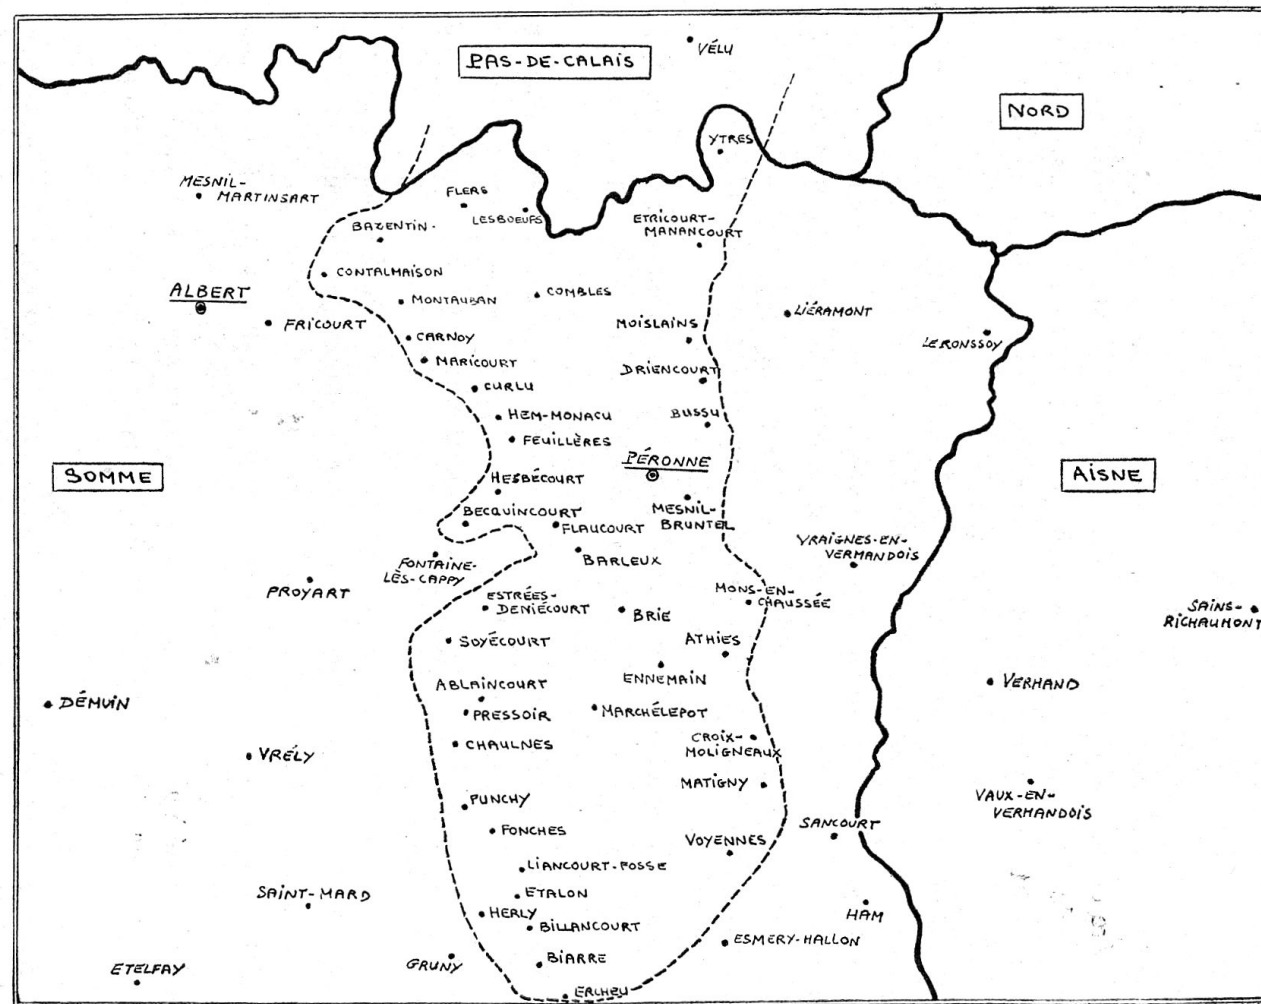 PAS-DE-CALAIS
VÉLU
NORD
YTRES
MESNIL-
MARTINSART
FLERS
LESBOEUFS
ETRICOURT-
MANANCOURT
BAZENTIN
CONTALMAISON
ALBERT
MONTAUBAN
COMBLES
FRICOURT
MOISLAINS
LIÉRAMONT
LERONSSOY
CARNOY
MARICOURT
DRIENCOURT
CURLU
HEM-MONACU
BUSSU
FEUILLÈRES
PÉRONNE
SOMME
AISNE
HESBÉCOURT
MESNIL-
BRUNTEL
BECQUINCOURT
FLAUCOURT
VRAIGNES-EN-
VERMANDOIS
FONTAINE-
LÈS-CAPPY
BARLEUX
PROYART
ESTRÉES-
DENIÉCOURT
BRIE
MONS-EN-
CHAUSSÉE
SAINS-
RICHAUMONT
SOYÉCOURT
ATHIES
ENNEMAIN
ABLAINCOURT
PRESSOIR
MARCHÉLEPOT
VERMAND
DÉMUIN
CHAULNES
CROIX-
MOLIGNEAUX
VRÉLY
MATIGNY
VAUX-EN-
VERMANDOIS
PUNCHY
FONCHES
SANCOURT
VOYENNES
LIANCOURT-FOSSE
ETALON
SAINT-MARD
HERLY
HAM
BILLANCOURT
ESMERY-HALLON
ETELFAY
GRUNY
BIARRE
ERCHEU